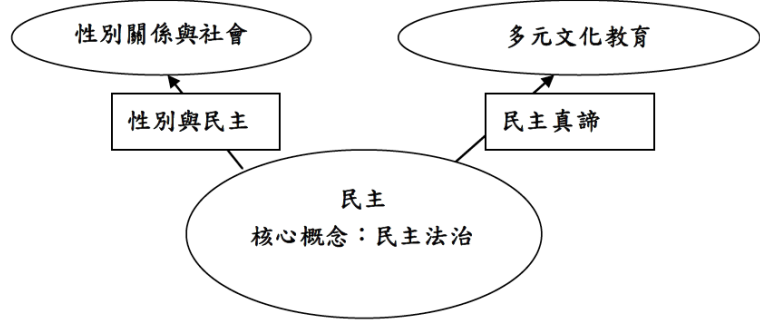 性別關係與社會
多元文化教育
性別與民主
民主真諦
民主
核心概念：民主法治